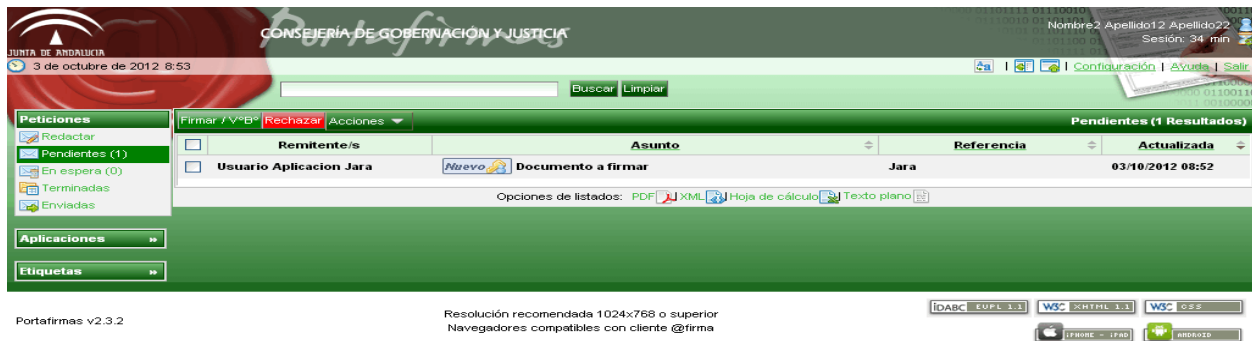 Portafirmas
CONSEJERÍA DE GOBERNACIÓN Y JUSTICIA
JUNTA DE ANDALUCIA
Nombre2 Apellido12 Apellido22
Sesión: 34 min
3 de octubre de 2012 8:53
Configuración | Ayuda | Salir
Buscar Limpiar
Peticiones
Redactar
Pendientes (1)
En espera (0)
Terminadas
Enviadas
Aplicaciones
Etiquetas
Firmar / VºBº Rechazar Acciones
Pendientes (1 Resultados)
Remitente/s Asunto Referencia Actualizada
Usuario Aplicacion Jara Nuevo Documento a firmar Jara 03/10/2012 08:52
Opciones de listados: PDF XML Hoja de cálculo Texto plano
Portafirmas v2.3.2
Resolución recomendada 1024x768 o superior
Navegadores compatibles con cliente @firma
IDABC EUPL 1.1 W3C XHTML 1.1 W3C CSS
IPHONE - IPAD ANDROID